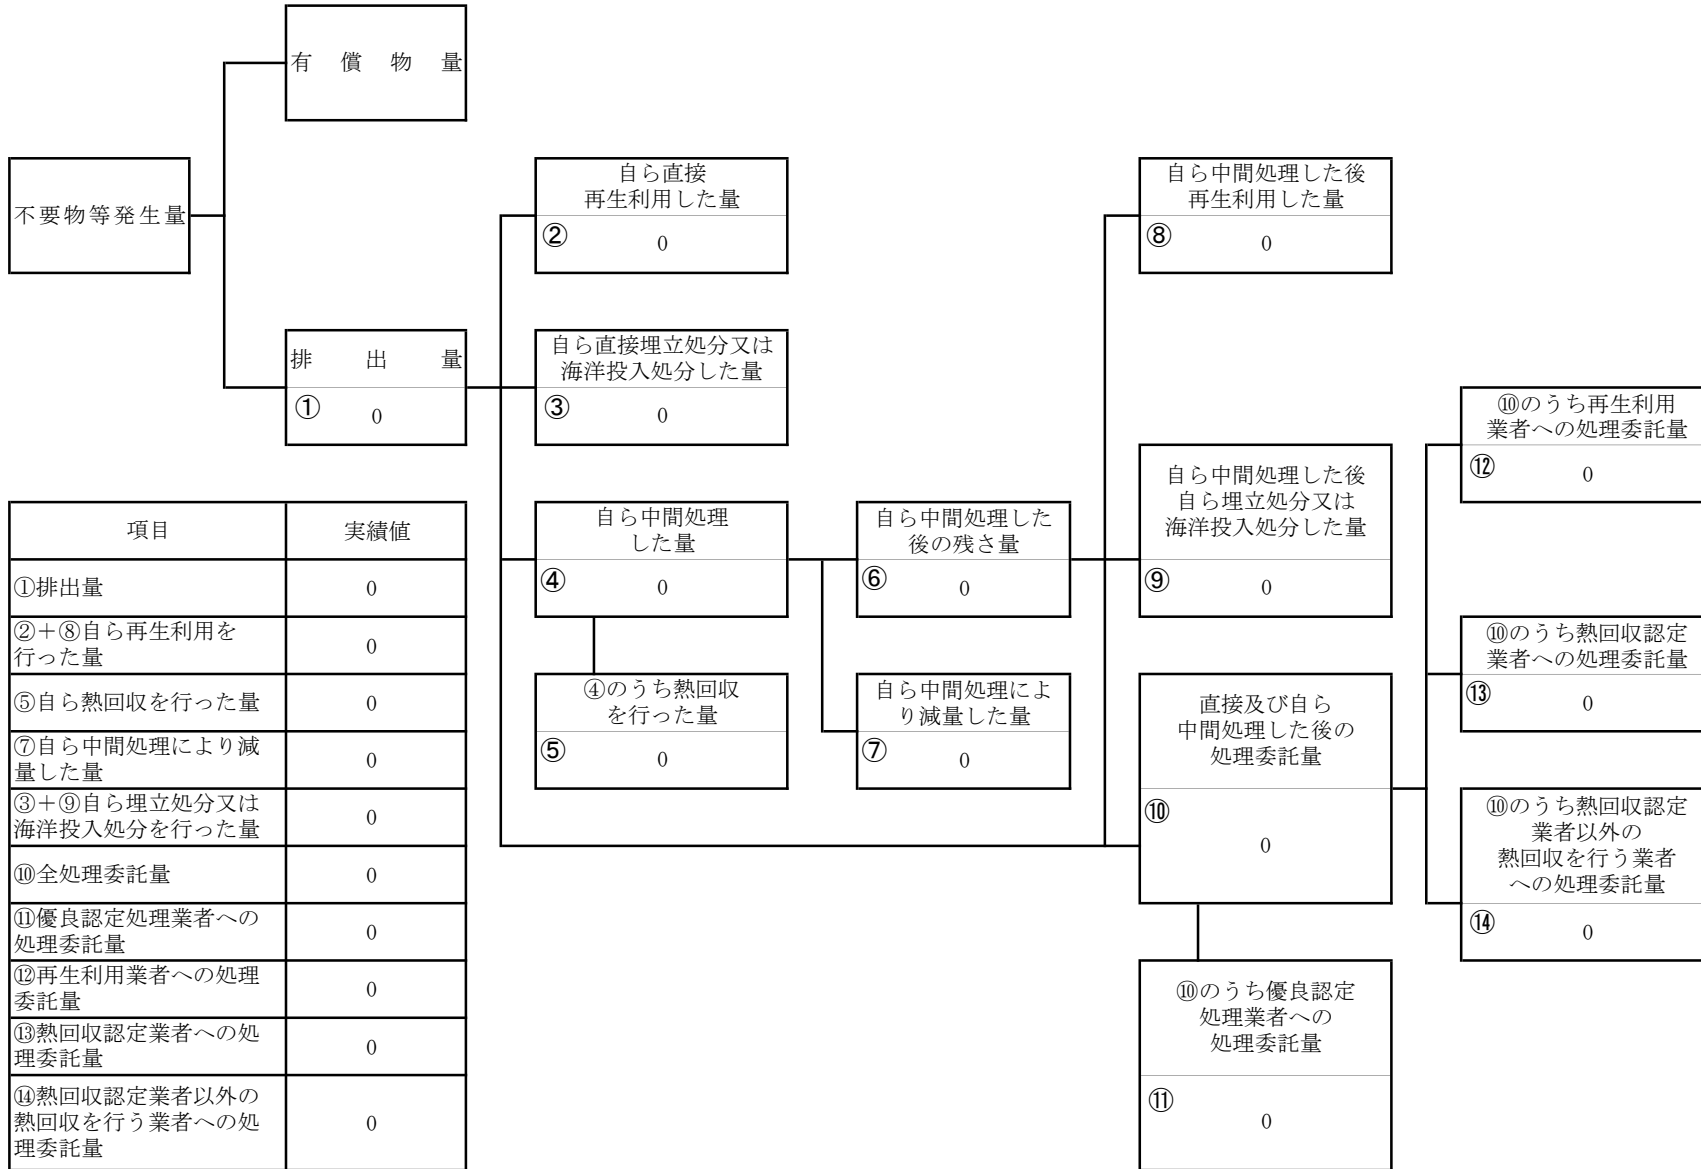 有償物量
不要物等発生量
排出量
①
0
自ら直接
再生利用した量
②
0
自ら直接埋立処分又は
海洋投入処分した量
③
0
自ら中間処理
した量
④
0
④のうち熱回収
を行った量
⑤
0
自ら中間処理した
後の残さ量
⑥
0
自ら中間処理によ
り減量した量
⑦
0
自ら中間処理した後
再生利用した量
⑧
0
自ら中間処理した後
自ら埋立処分又は
海洋投入処分した量
⑨
0
直接及び自ら
中間処理した後の
処理委託量
⑩
0
⑩のうち優良認定
処理業者への
処理委託量
⑪
0
⑩のうち再生利用
業者への処理委託量
⑫
0
⑩のうち熱回収認定
業者への処理委託量
⑬
0
⑩のうち熱回収認定
業者以外の
熱回収を行う業者
への処理委託量
⑭
0
項目 実績値
①排出量 0
②+⑧自ら再生利用を
行った量 0
⑤自ら熱回収を行った量 0
⑦自ら中間処理により減
量した量 0
③+⑨自ら埋立処分又は
海洋投入処分を行った量 0
⑩全処理委託量 0
⑪優良認定処理業者への
処理委託量 0
⑫再生利用業者への処理
委託量 0
⑬熱回収認定業者への処
理委託量 0
⑭熱回収認定業者以外の
熱回収を行う業者への処
理委託量 0